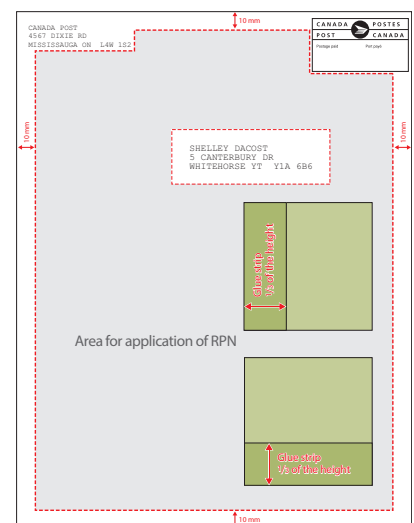 CANADA POST
4567 DIXIE RD
MISSISSAUGA ON L4W 1S2
10 mm
CANADA POSTES
POST CANADA
Postage paid Port payé
10 mm
10 mm
SHELLEY DACOST
5 CANTERBURY DR
WHITEHORSE YT Y1A 6B6
Glue strip
1/3 of the height
Area for application of RPN
Glue strip
1/3 of the height
10 mm